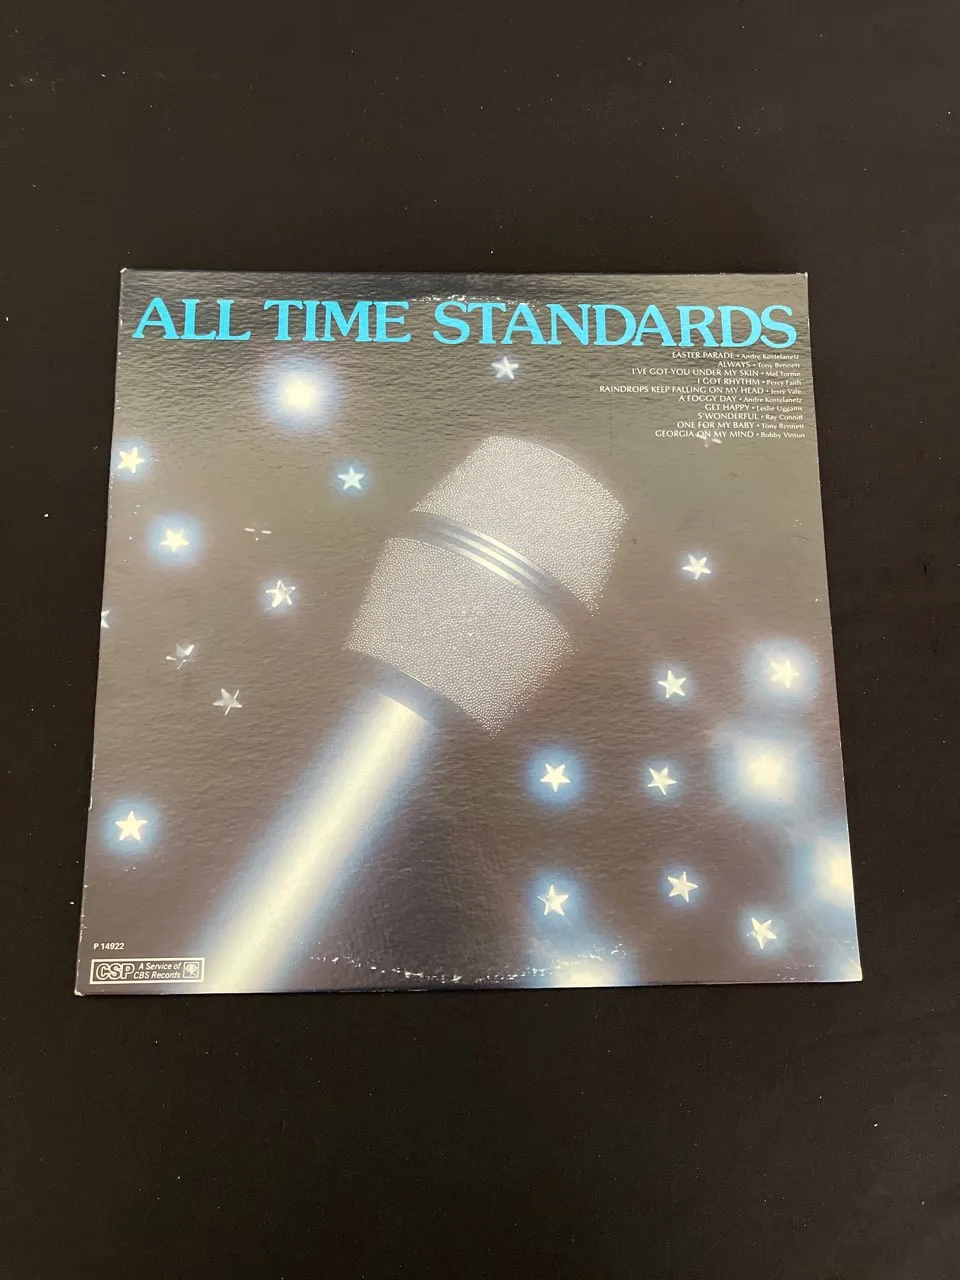 ALL TIME STANDARDS
EASTER PARADE • Andre Kostelanetz
ALWAYS • Tony Bennett
I'VE GOT YOU UNDER MY SKIN • Mel Torme
I GOT RHYTHM • Percy Faith
RAINDROPS KEEP FALLING ON MY HEAD • Jerry Vale
A FOGGY DAY • Andre Kostelanetz
GET HAPPY • Leslie Uggams
S'WONDERFUL • Ray Conniff
ONE FOR MY BABY • Tony Bennett
GEORGIA ON MY MIND • Bobby Vinton
P 14922
CSP A Service of
CBS Records